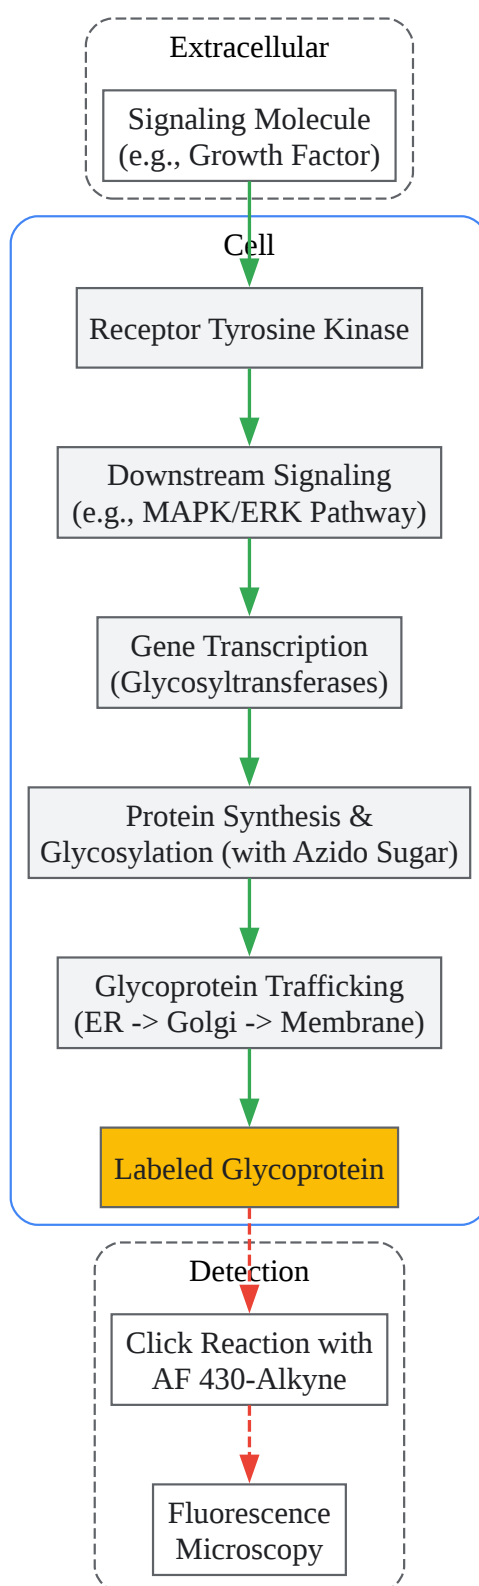 Extracellular
Signaling Molecule
(e.g., Growth Factor)
Cell
Receptor Tyrosine Kinase
Downstream Signaling
(e.g., MAPK/ERK Pathway)
Gene Transcription
(Glycosyltransferases)
Protein Synthesis &
Glycosylation (with Azido Sugar)
Glycoprotein Trafficking
(ER -> Golgi -> Membrane)
Labeled Glycoprotein
Detection
Click Reaction with
AF 430-Alkyne
Fluorescence
Microscopy